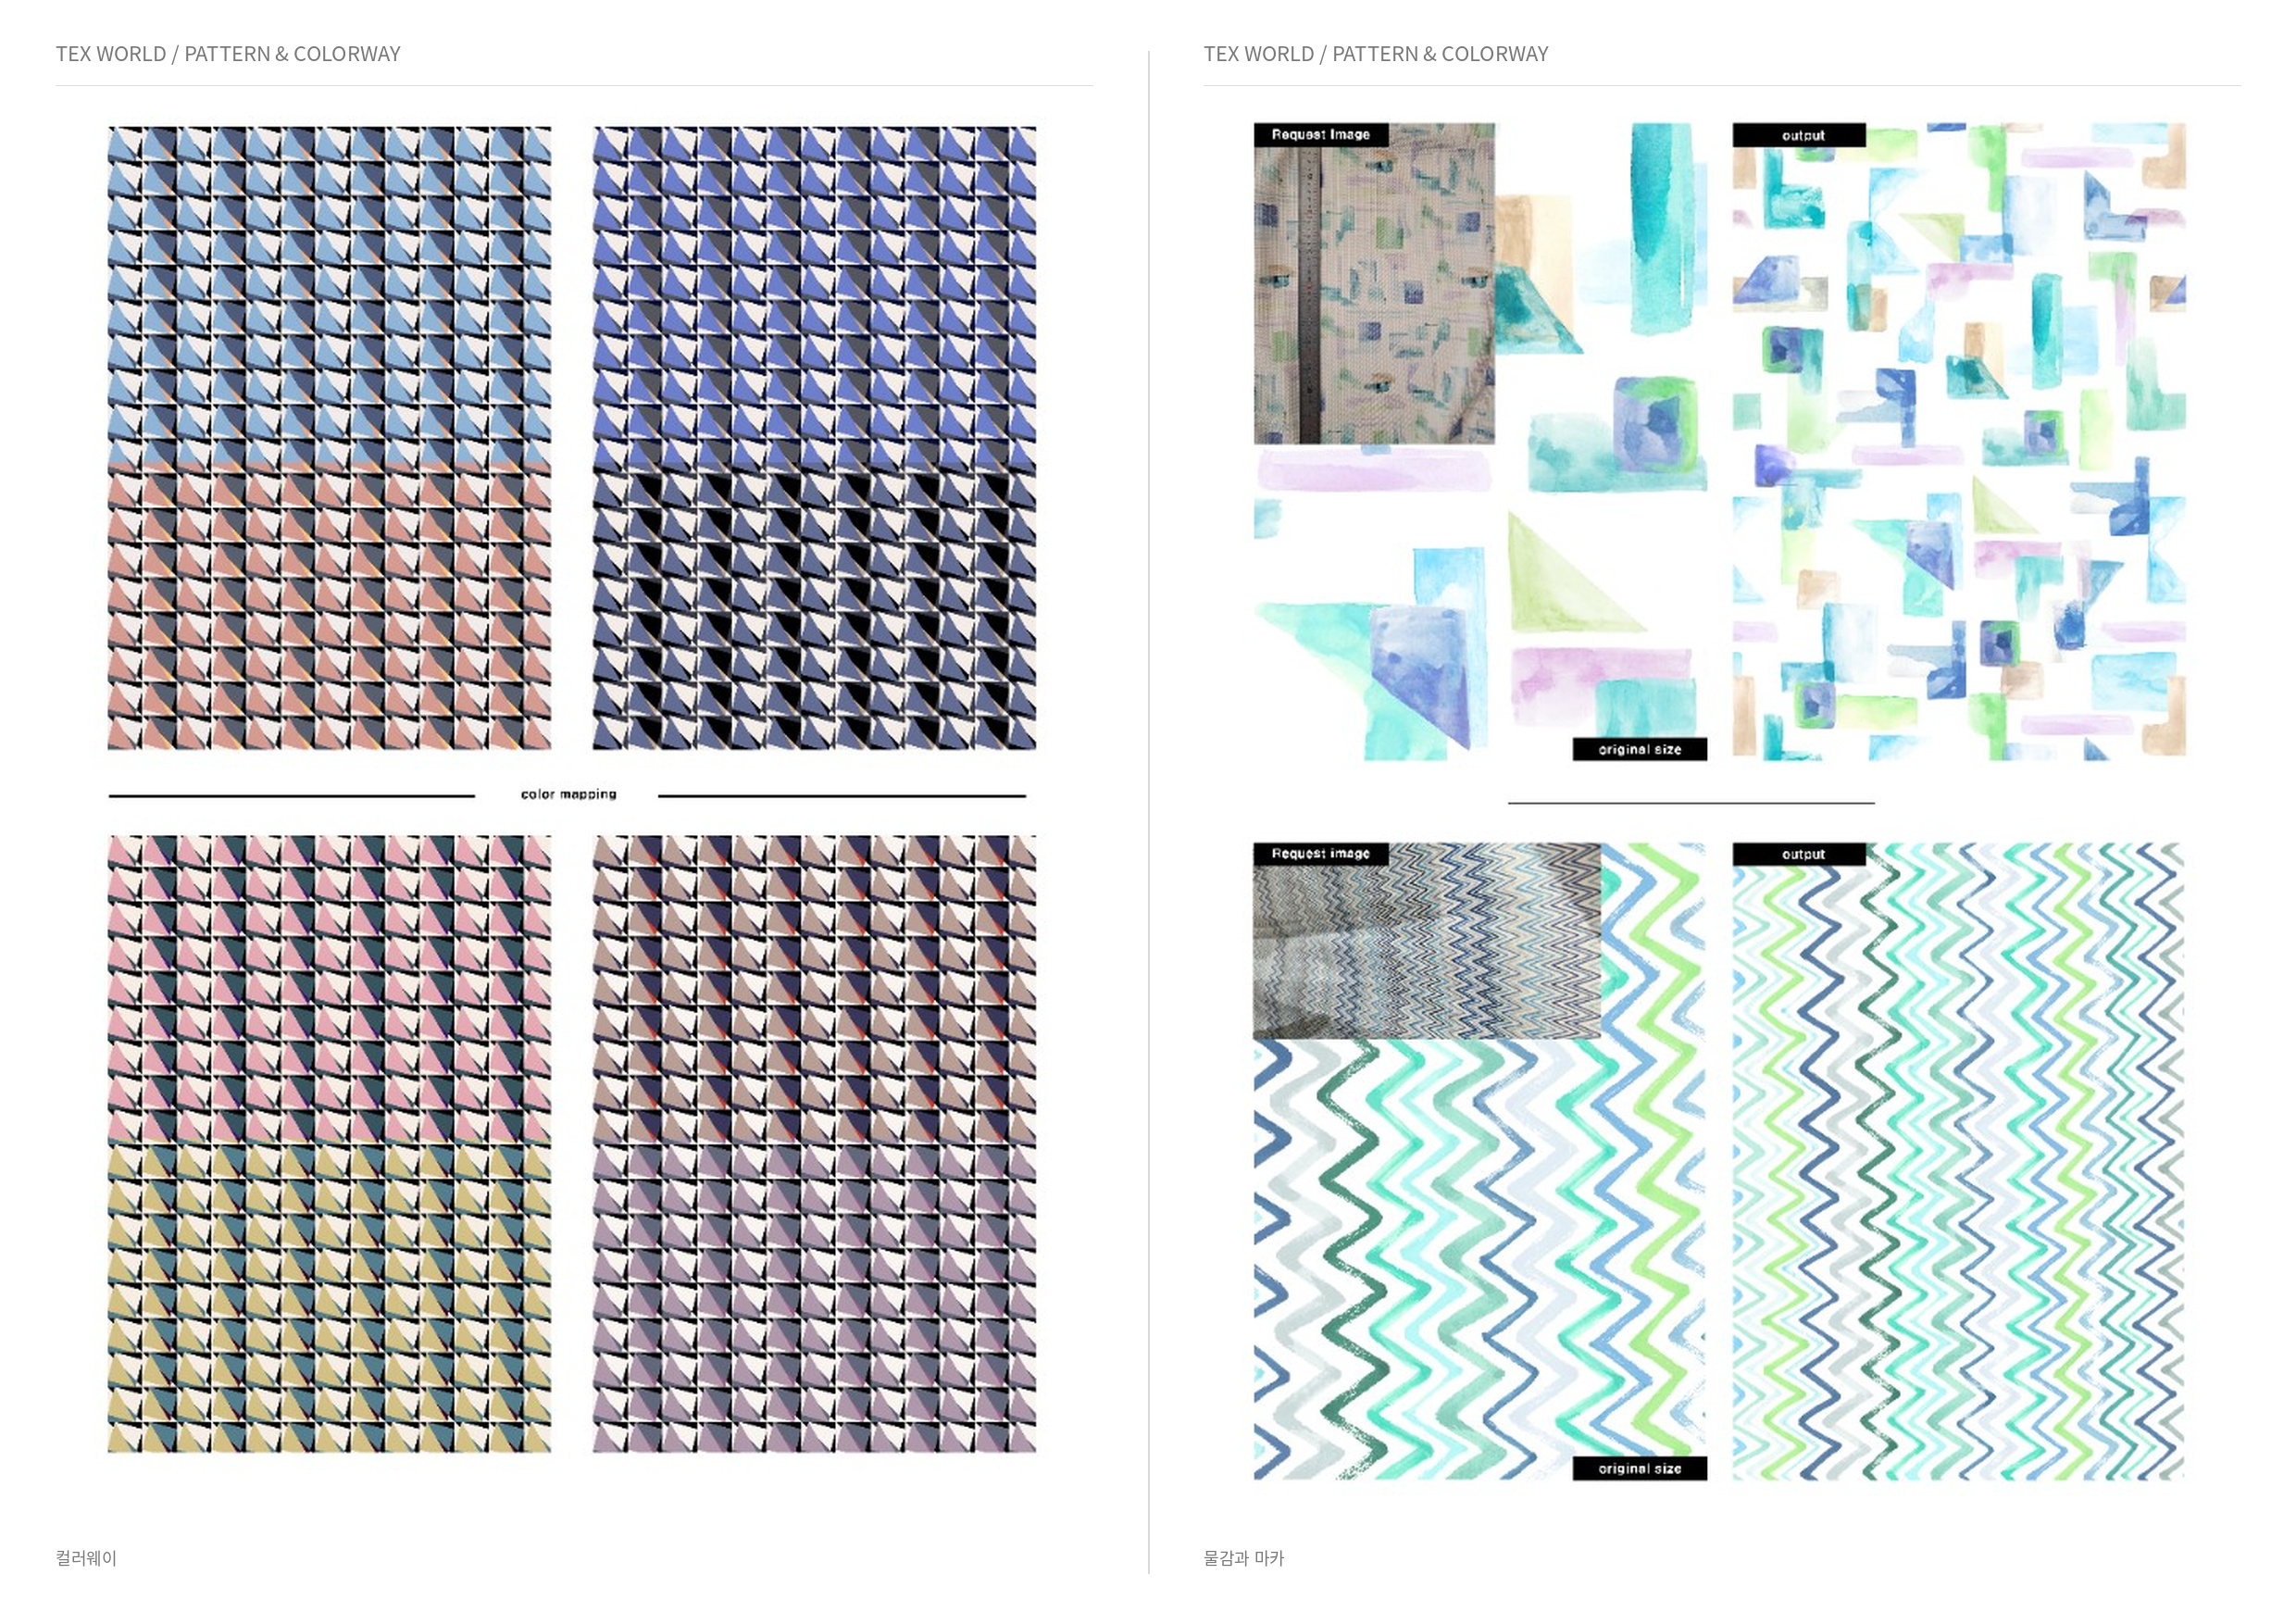 TEX WORLD / PATTERN & COLORWAY
color mapping
컬러웨이
TEX WORLD / PATTERN & COLORWAY
Request Image
output
original size
Request image
output
original size
물감과 마카